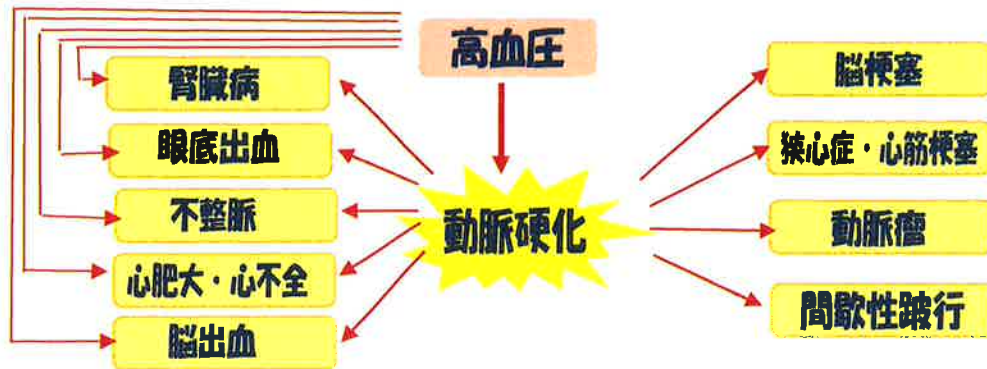 高血圧
腎臓病
眼底出血
不整脈
心肥大・心不全
脳出血
動脈硬化
脳梗塞
狭心症・心筋梗塞
動脈瘤
間歇性跛行